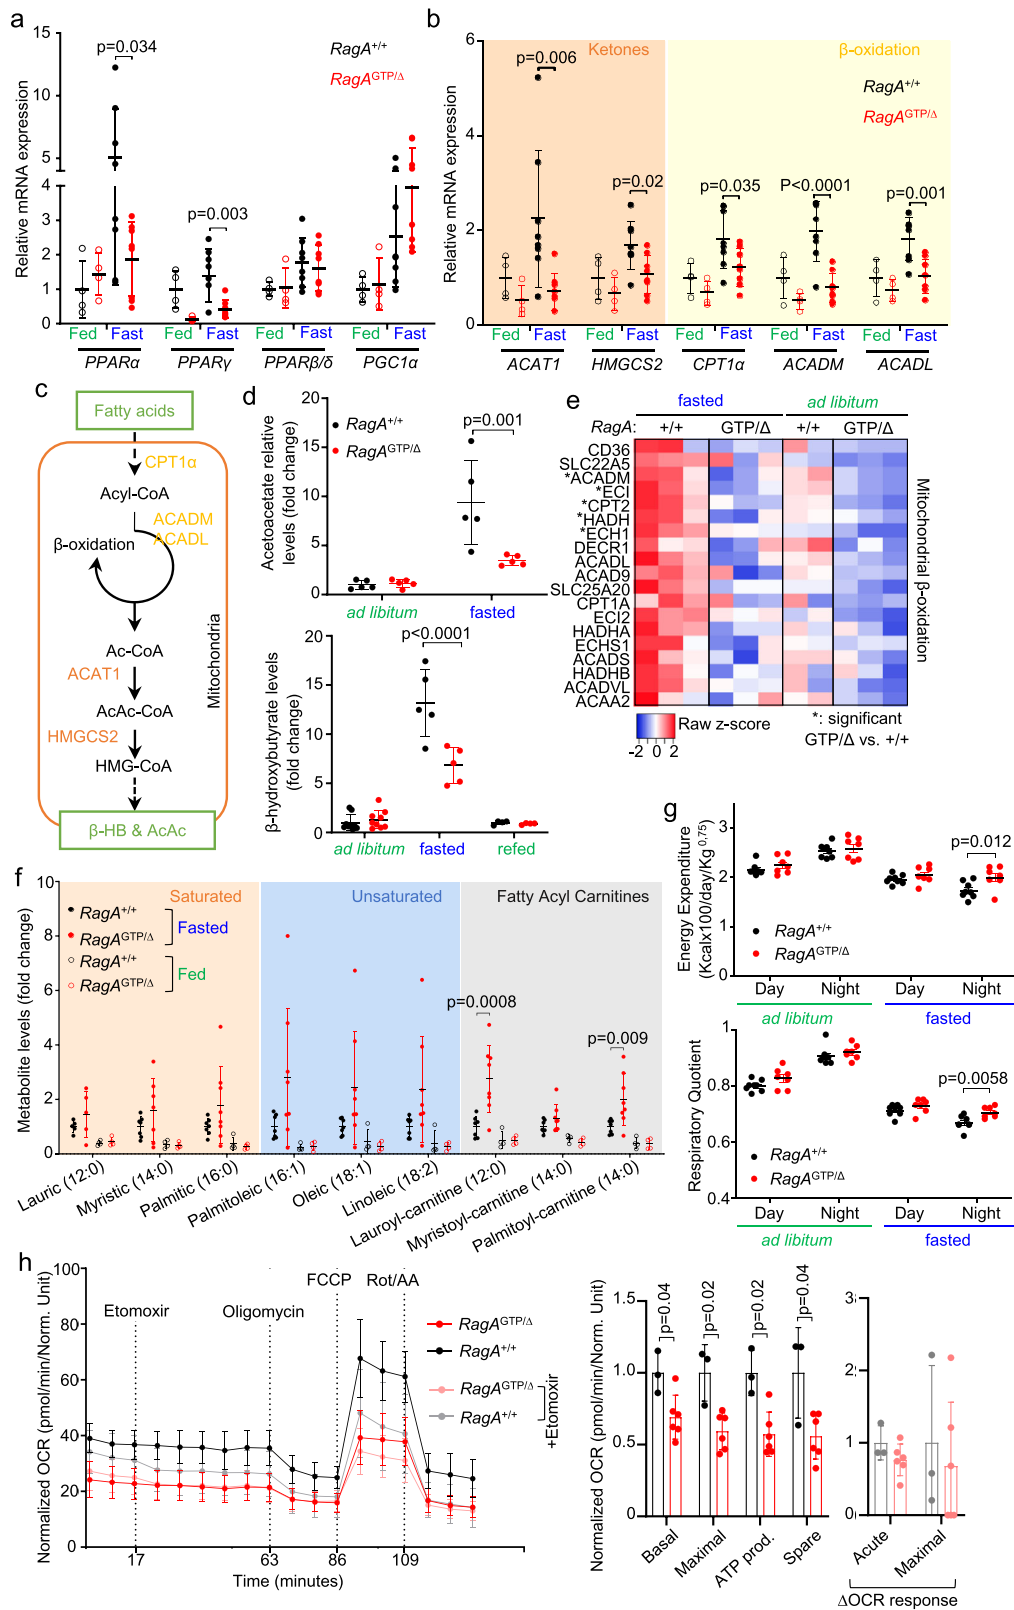 a
Relative mRNA expression
15
12
10
5
4
3
2
1
0
p=0.034
p=0.003
RagA+/+
RagAGTP/Δ
Fed Fast Fed Fast Fed Fast Fed Fast
PPARα PPARγ PPARβ/δ PGC1α
b
Relative mRNA expression
6
4
2
0
Ketones
β-oxidation
p=0.006
RagA+/+
RagAGTP/Δ
p=0.02
p=0.035
P<0.0001
p=0.001
Fed Fast Fed Fast Fed Fast Fed Fast Fed Fast
ACAT1 HMGCS2 CPT1α ACADM ACADL
c
Fatty acids
CPT1α
Acyl-CoA
ACADM
ACADL
β-oxidation
Ac-CoA
ACAT1
AcAc-CoA
HMGCS2
HMG-CoA
β-HB & AcAc
Mitochondria
d
Acetoacetate relative
levels (fold change)
20
15
10
5
0
RagA+/+
RagAGTP/Δ
p=0.001
ad libitum fasted
β-hydroxybutyrate levels
(fold change)
20
15
10
5
0
p<0.0001
ad libitum fasted refed
e
fasted ad libitum
RagA: +/+ GTP/Δ +/+ GTP/Δ
CD36
SLC22A5
*ACADM
*ECI
*CPT2
*HADH
*ECH1
DECR1
ACADL
ACAD9
SLC25A20
CPT1A
ECI2
HADHA
ECHS1
ACADS
HADHB
ACADVL
ACAA2
Mitochondrial β-oxidation
Raw z-score
-2 0 2
*: significant
GTP/Δ vs. +/+
f
Metabolite levels (fold change)
10
8
6
4
2
0
Saturated
Unsaturated
Fatty Acyl Carnitines
RagA+/+
RagAGTP/Δ
Fasted
RagA+/+
RagAGTP/Δ
Fed
p=0.0008
p=0.009
Lauric (12:0)
Myristic (14:0)
Palmitic (16:0)
Palmitoleic (16:1)
Oleic (18:1)
Linoleic (18:2)
Lauroyl-carnitine (12:0)
Myristoyl-carnitine (14:0)
Palmitoyl-carnitine (14:0)
g
Energy Expenditure
(Kcalx100/day/Kg0.75)
3
2
1
p=0.012
RagA+/+
RagAGTP/Δ
Day Night Day Night
ad libitum fasted
Respiratory Quotient
1
0.8
0.6
0.4
p=0.0058
RagA+/+
RagAGTP/Δ
Day Night Day Night
ad libitum fasted
h
Normalized OCR (pmol/min/Norm. Unit)
100
80
60
40
20
0
Etomoxir
Oligomycin
FCCP
Rot/AA
RagAGTP/Δ
RagA+/+
RagAGTP/Δ
RagA+/+
+Etomoxir
17 63 86 109
Time (minutes)
Normalized OCR (pmol/min/Norm. Unit)
1.5
1.0
0.5
0.0
p=0.04
p=0.02
p=0.02
p=0.04
Basal
Maximal
ATP prod.
Spare
3
2
1
0
Acute
Maximal
ΔOCR response